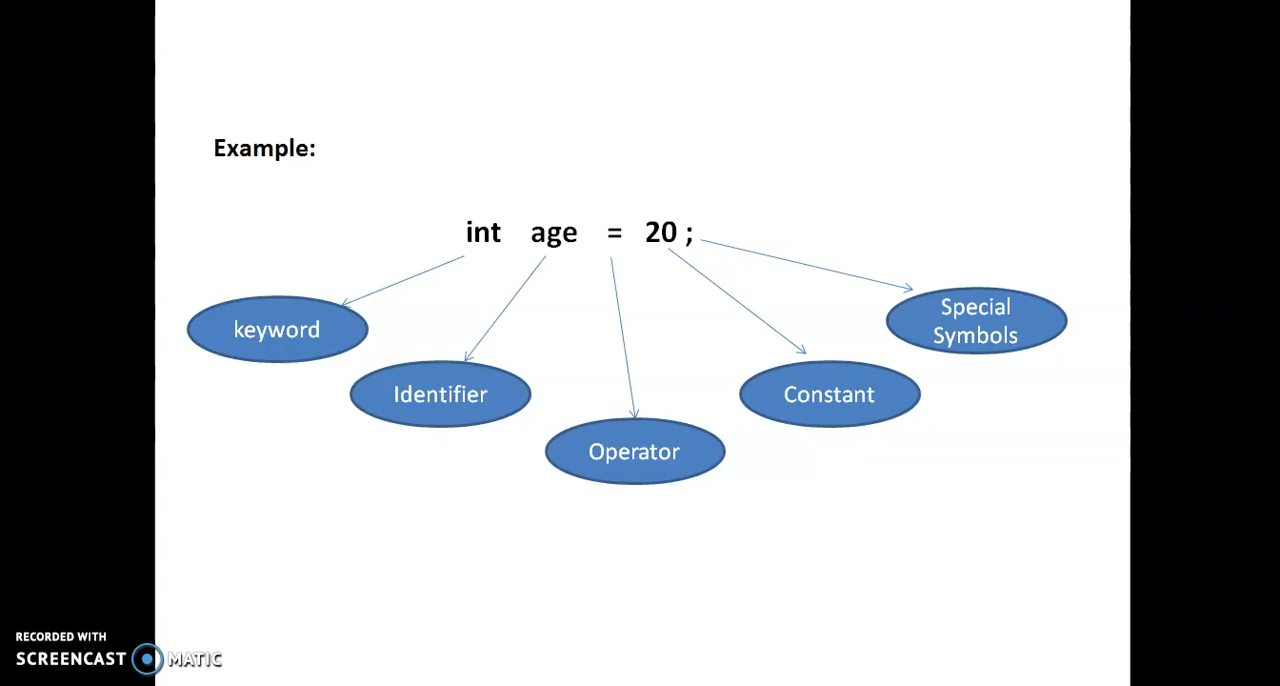 Example:
int age = 20 ;
keyword
Special
Symbols
Identifier
Constant
Operator
RECORDED WITH
SCREENCAST MATIC